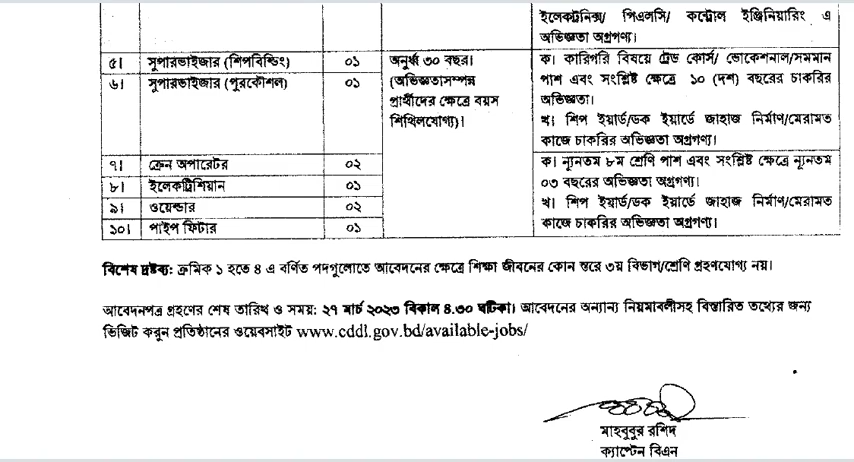 ইলেকট্রনিক্স/ পিএলসি/ কন্ট্রোল ইঞ্জিনিয়ারিং এ
অভিজ্ঞতা অগ্রগণ্য।
৫। সুপারভাইজার (শিপবিল্ডিং) ০১ অনুর্ধ্ব ৩০ বছর। ক। কারিগরি বিষয়ে ট্রেড কোর্স/ ভোকেশনাল/সমমান
৬। সুপারভাইজার (পুরকৌশল) ০১ (অভিজ্ঞতাসম্পন্ন পাশ এবং সংশ্লিষ্ট ক্ষেত্রে ১০ (দশ) বছরের চাকরির
প্রার্থীদের ক্ষেত্রে বয়স অভিজ্ঞতা।
শিথিলযোগ্য)। খ। শিপ ইয়ার্ড/ডক ইয়ার্ডে জাহাজ নির্মাণ/মেরামত
কাজে চাকরির অভিজ্ঞতা অগ্রগণ্য।
৭। ক্রেন অপারেটর ০২ ক। ন্যূনতম ৮ম শ্রেণি পাশ এবং সংশ্লিষ্ট ক্ষেত্রে ন্যূনতম
৮। ইলেকট্রিশিয়ান ০১ ০৩ বছরের অভিজ্ঞতা অগ্রগণ্য।
৯। ওয়েল্ডার ০২ খ। শিপ ইয়ার্ড/ডক ইয়ার্ডে জাহাজ নির্মাণ/মেরামত
১০। পাইপ ফিটার ০১ কাজে চাকরির অভিজ্ঞতা অগ্রগণ্য।
বিশেষ দ্রষ্টব্য: ক্রমিক ১ হতে ৪ এ বর্ণিত পদগুলোতে আবেদনের ক্ষেত্রে শিক্ষা জীবনের কোন স্তরে ৩য় বিভাগ/শ্রেণি গ্রহণযোগ্য নয়।
আবেদনপত্র গ্রহণের শেষ তারিখ ও সময়: ২৭ মার্চ ২০২৩ বিকাল ৪.৩০ ঘটিকা। আবেদনের অন্যান্য নিয়মাবলীসহ বিস্তারিত তথ্যের জন্য
ভিজিট করুন প্রতিষ্ঠানের ওয়েবসাইট www.cddl.gov.bd/available-jobs/
মাহবুবুর রশিদ
ক্যাপ্টেন বিএন